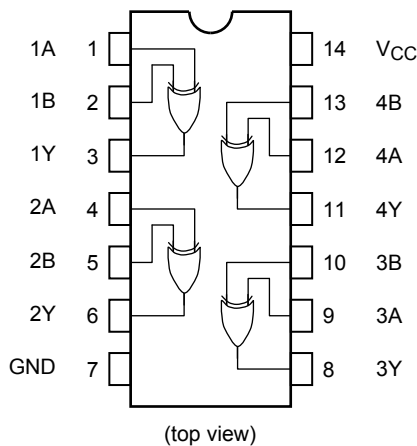 1A 1 14 VCC
1B 2 13 4B
1Y 3 12 4A
2A 4 11 4Y
2B 5 10 3B
2Y 6 9 3A
GND 7 8 3Y
(top view)